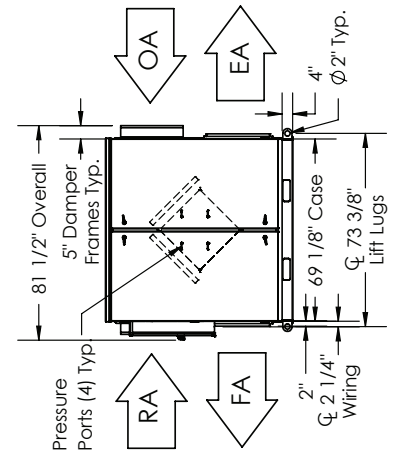 OA
EA
81 1/2" Overall
5" Damper
Frames Typ.
4"
Ø 2" Typ.
Pressure
Ports (4) Typ.
69 1/8" Case
℄ 73 3/8"
Lift Lugs
RA
FA
2"
℄ 2 1/4"
Wiring